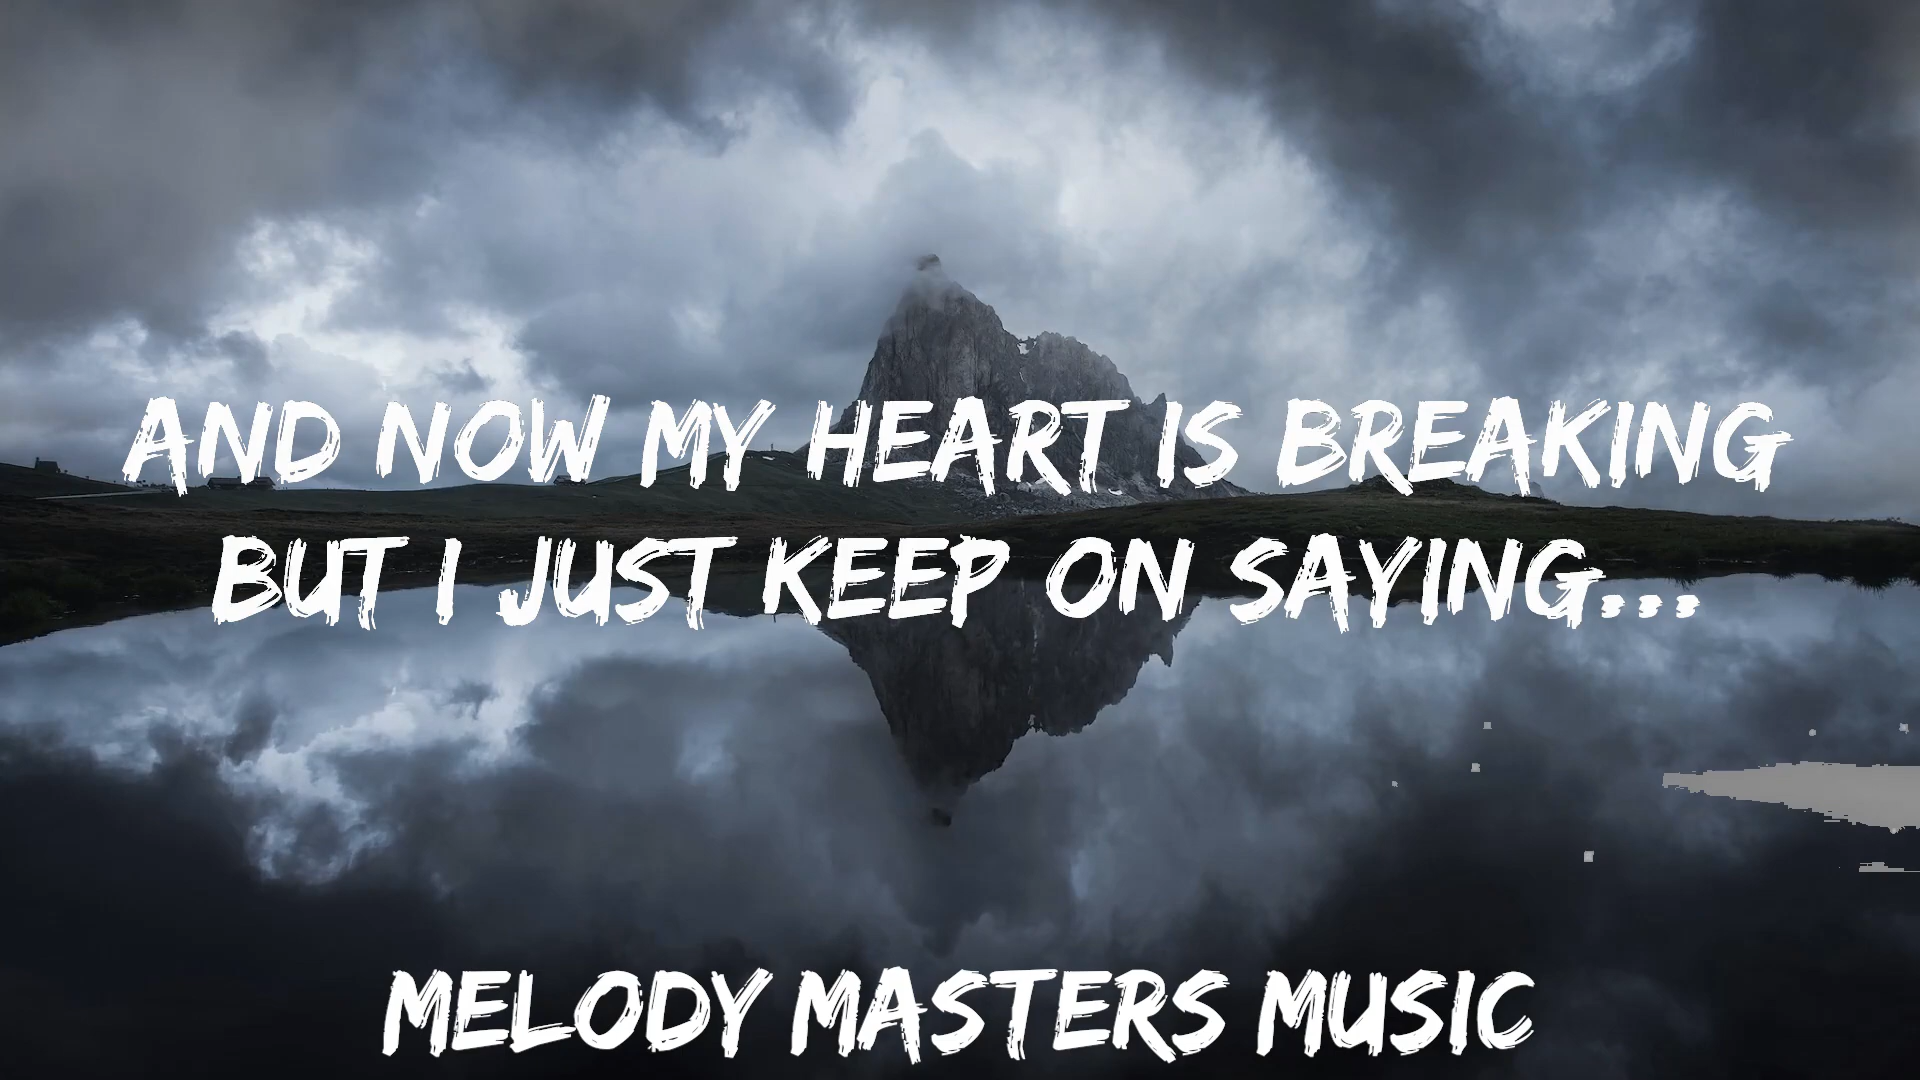 AND NOW MY HEART IS BREAKING
BUT I JUST KEEP ON SAYING...
MELODY MASTERS MUSIC